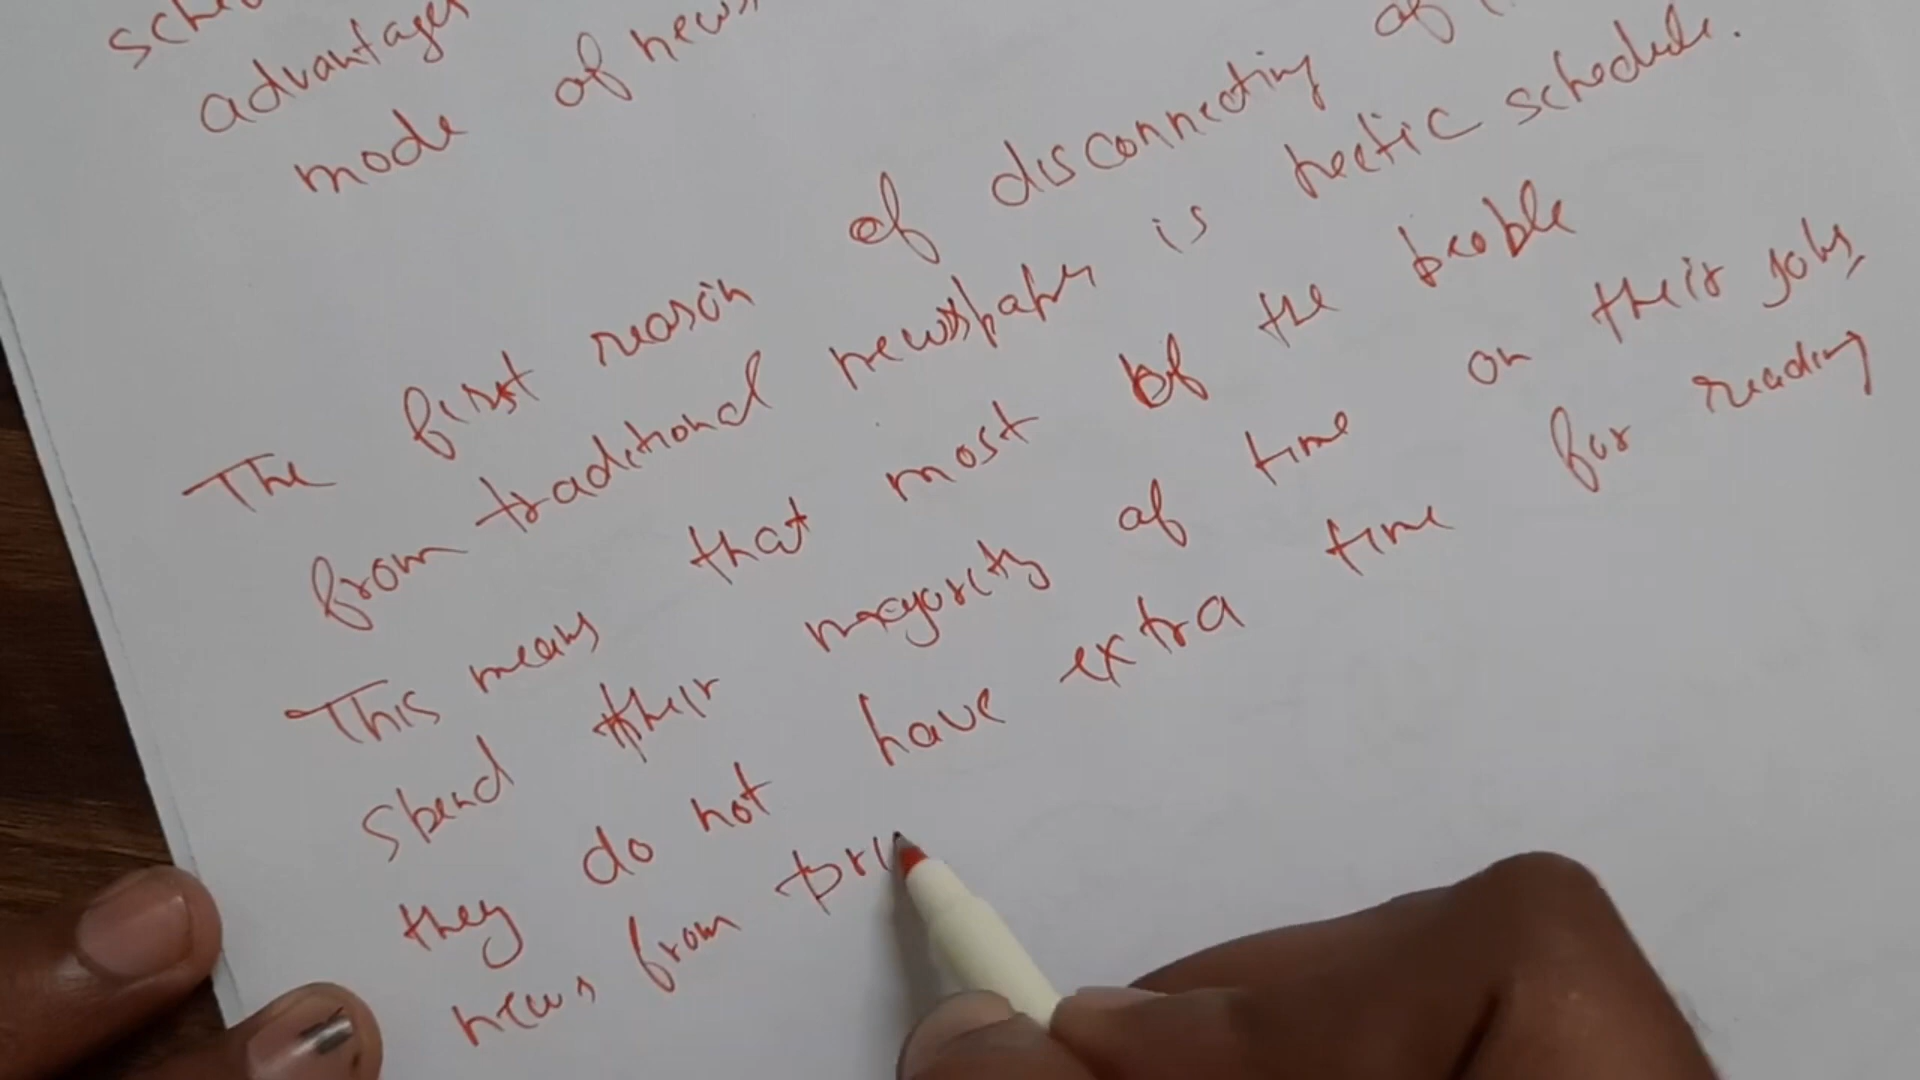 advantages
mode of news
The first reason of disconnecting of
from traditional newspaper is hectic schedule.
This means that most of the people
spend their majority of time on their jobs,
they do not have extra time for reading
news from pri